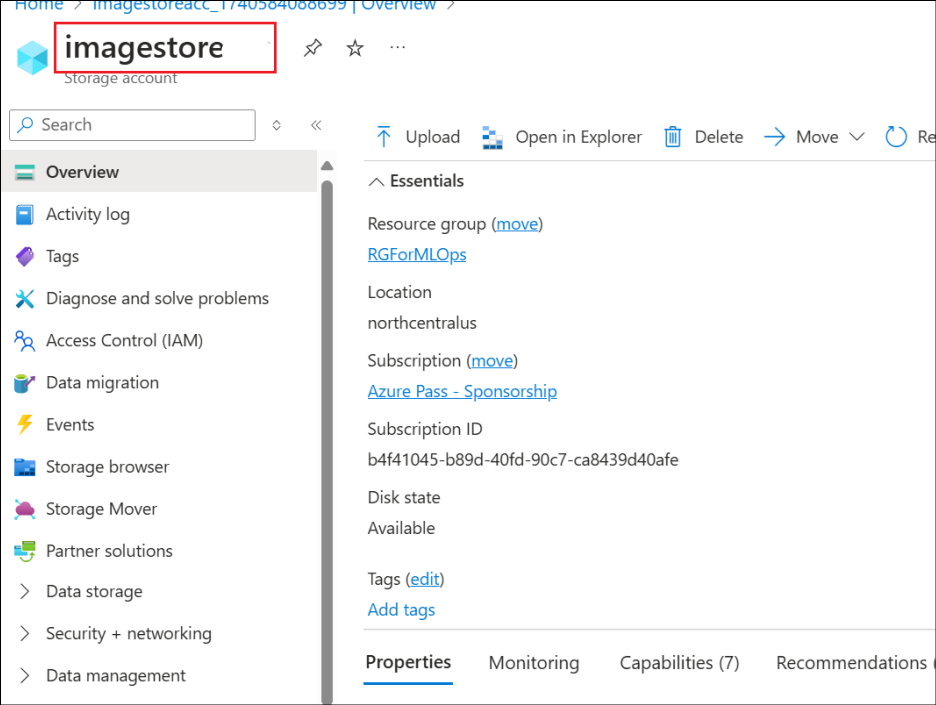 Home > imagestoreacc_1740584088699 | Overview >
imagestore
Storage account
Search
Overview
Activity log
Tags
Diagnose and solve problems
Access Control (IAM)
Data migration
Events
Storage browser
Storage Mover
Partner solutions
Data storage
Security + networking
Data management
Upload
Open in Explorer
Delete
Move
Essentials
Resource group (move)
RGForMLOps
Location
northcentralus
Subscription (move)
Azure Pass - Sponsorship
Subscription ID
b4f41045-b89d-40fd-90c7-ca8439d40afe
Disk state
Available
Tags (edit)
Add tags
Properties
Monitoring
Capabilities (7)
Recommendations (